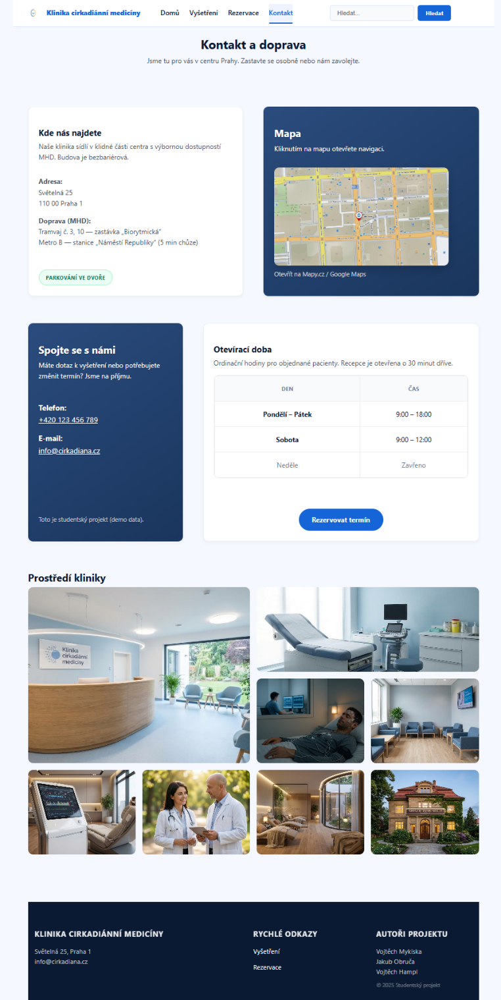 Klinika cirkadiánní medicíny
Domů
Vyšetření
Rezervace
Kontakt
Hledat...
Hledat
Kontakt a doprava
Jsme tu pro vás v centru Prahy. Zastavte se osobně nebo nám zavolejte.
Kde nás najdete
Naše klinika sídlí v klidné části centra s výbornou dostupností
MHD. Budova je bezbariérová.
Adresa:
Světelná 25
110 00 Praha 1
Doprava (MHD):
Tramvaj č. 3, 10 — zastávka „Biorytmická“
Metro B — stanice „Náměstí Republiky“ (5 min chůze)
PARKOVÁNÍ VE DVOŘE
Mapa
Kliknutím na mapu otevřete navigaci.
Otevřít na Mapy.cz / Google Maps
Spojte se s námi
Máte dotaz k vyšetření nebo potřebujete
změnit termín? Jsme na příjmu.
Telefon:
+420 123 456 789
E-mail:
info@cirkadiana.cz
Toto je studentský projekt (demo data).
Otevírací doba
Ordinační hodiny pro objednané pacienty. Recepce je otevřena o 30 minut dříve.
DEN ČAS
Pondělí – Pátek 9:00 – 18:00
Sobota 9:00 – 12:00
Neděle Zavřeno
Rezervovat termín
Prostředí kliniky
Klinika
cirkadiánní
medicíny
KLINIKA CIRKADIÁNNÍ MEDICÍNY
Světelná 25, Praha 1
info@cirkadiana.cz
RYCHLÉ ODKAZY
Vyšetření
Rezervace
AUTOŘI PROJEKTU
Vojtěch Mykiska
Jakub Obruča
Vojtěch Hampl
© 2025 Studentský projekt